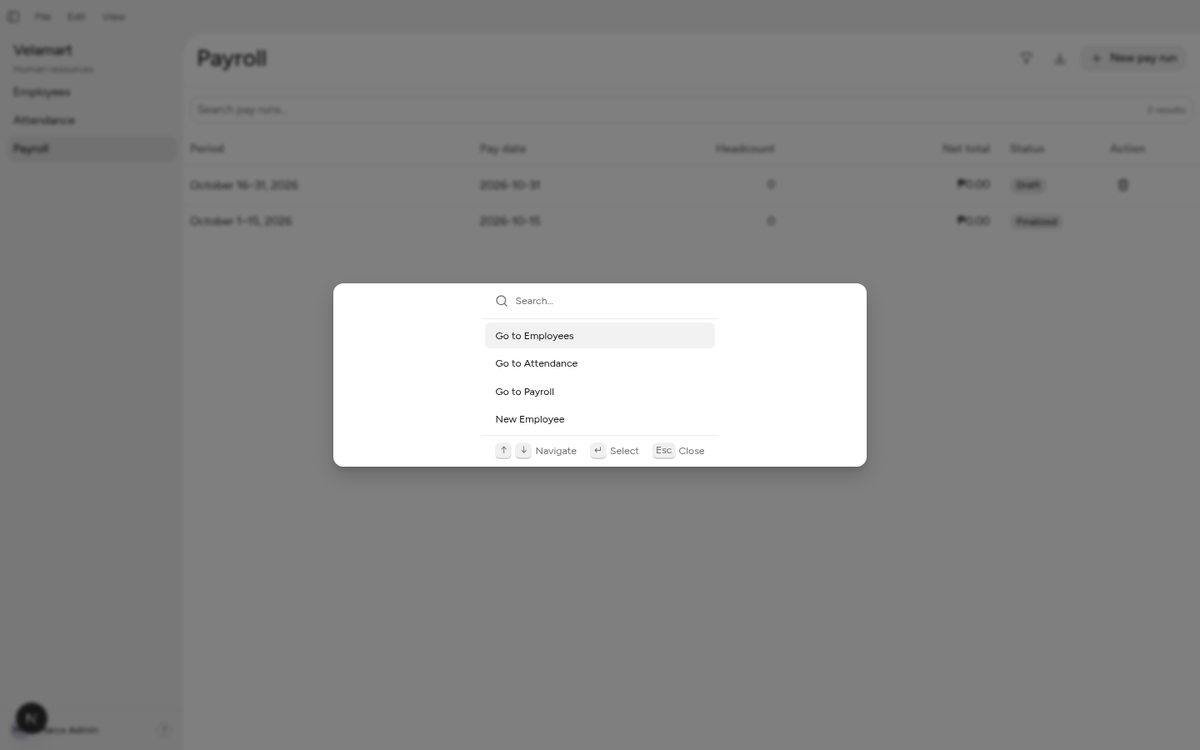 File Edit View
Velamart
Human resources
Employees
Attendance
Payroll
Payroll
New pay run
Search pay runs...
2 results
Period Pay date Headcount Net total Status Action
October 16–31, 2026 2026-10-31 0 ₱0.00 Draft
October 1–15, 2026 2026-10-15 0 ₱0.00 Finalized
Search...
Go to Employees
Go to Attendance
Go to Payroll
New Employee
↑ ↓ Navigate ↵ Select Esc Close
Admin